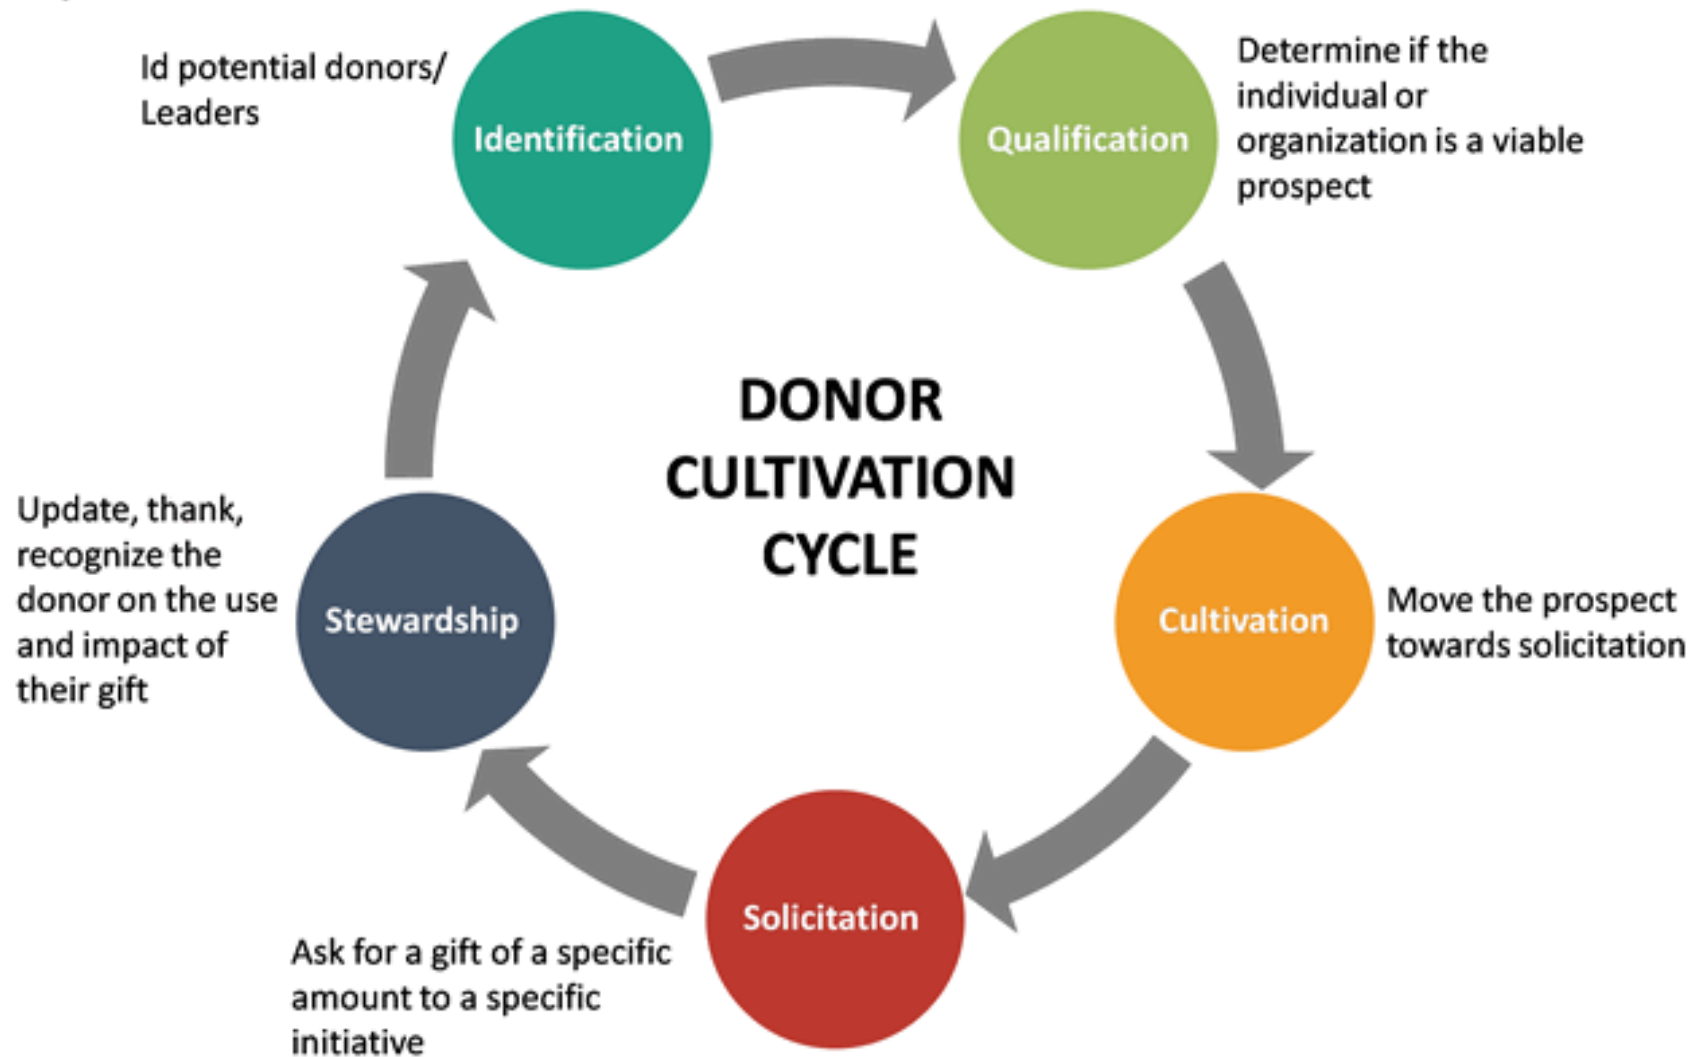 Id potential donors/
Leaders
Identification
Qualification
Determine if the
individual or
organization is a viable
prospect
DONOR
CULTIVATION
CYCLE
Cultivation
Move the prospect
towards solicitation
Solicitation
Ask for a gift of a specific
amount to a specific
initiative
Stewardship
Update, thank,
recognize the
donor on the use
and impact of
their gift